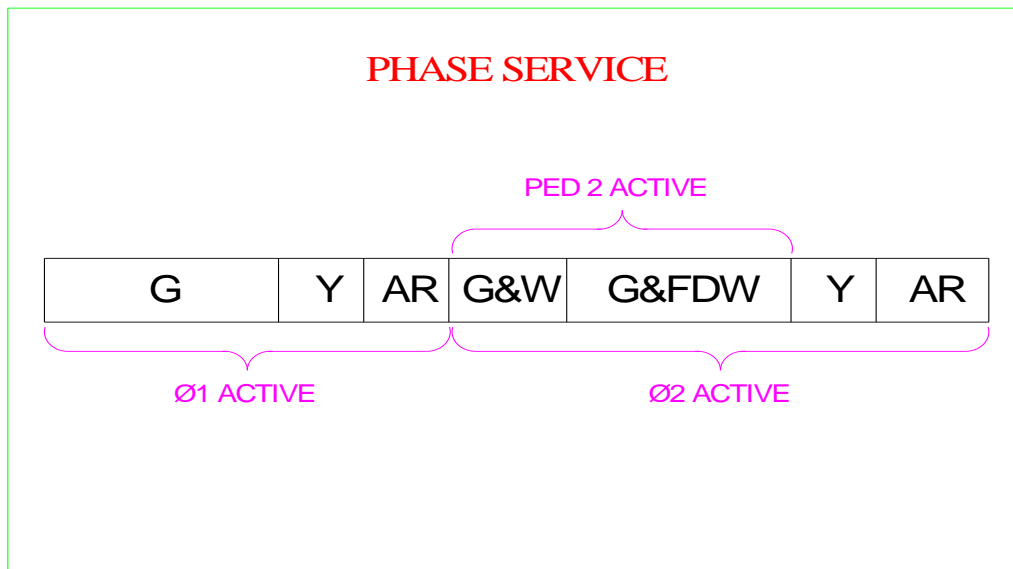 PHASE SERVICE
PED 2 ACTIVE
G Y AR G&W G&FDW Y AR
Ø1 ACTIVE Ø2 ACTIVE